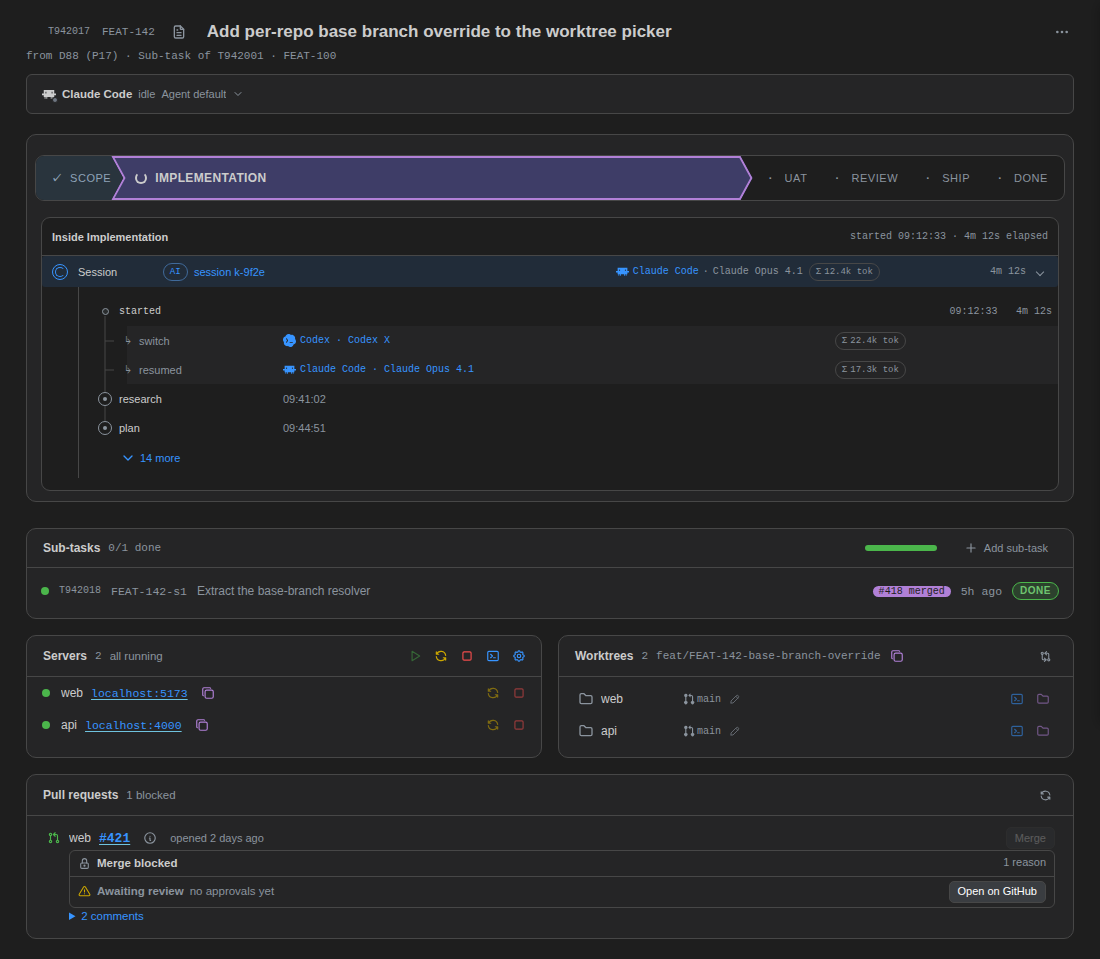 T942017 FEAT-142 Add per-repo base branch override to the worktree picker
from D88 (P17) · Sub-task of T942001 · FEAT-100
Claude Code idle Agent default
SCOPE IMPLEMENTATION · UAT · REVIEW · SHIP · DONE
Inside Implementation started 09:12:33 · 4m 12s elapsed
Session AI session k-9f2e Claude Code · Claude Opus 4.1 Σ 12.4k tok 4m 12s
started 09:12:33 4m 12s
↳ switch Codex · Codex X Σ 22.4k tok
↳ resumed Claude Code · Claude Opus 4.1 Σ 17.3k tok
research 09:41:02
plan 09:44:51
14 more
Sub-tasks 0/1 done Add sub-task
T942018 FEAT-142-s1 Extract the base-branch resolver #418 merged 5h ago DONE
Servers 2 all running
web localhost:5173
api localhost:4000
Worktrees 2 feat/FEAT-142-base-branch-override
web main
api main
Pull requests 1 blocked
web #421 opened 2 days ago Merge
Merge blocked 1 reason
Awaiting review no approvals yet Open on GitHub
2 comments